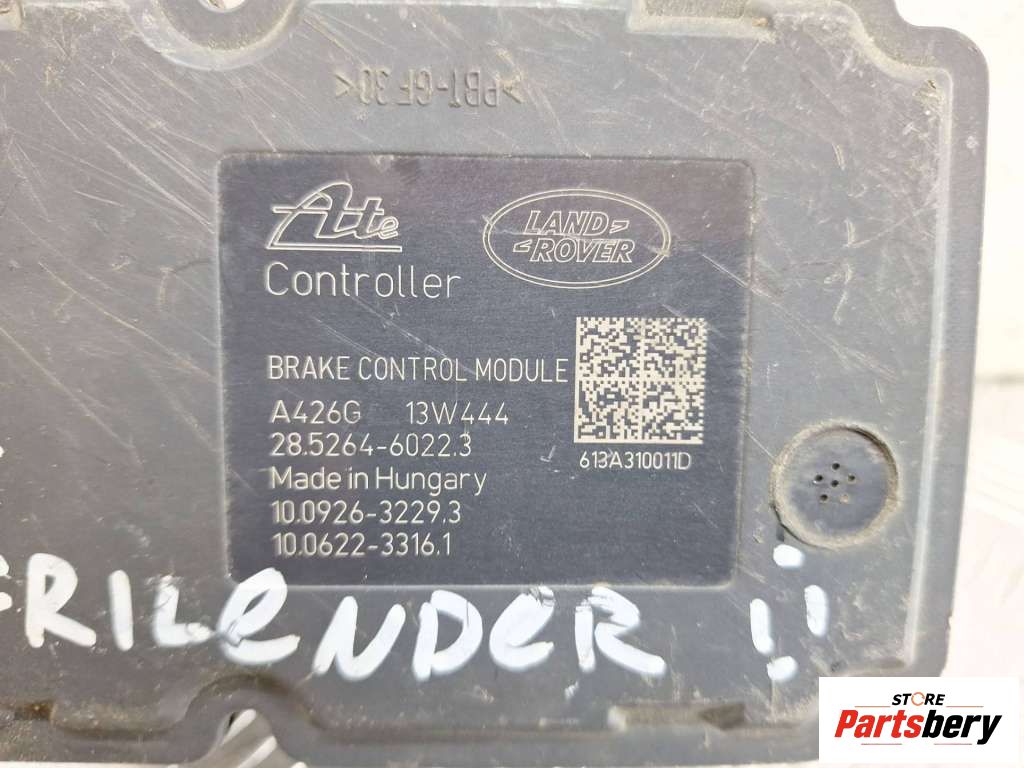 >PBT-GF30<
Ate
LAND
ROVER
Controller
BRAKE CONTROL MODULE
A426G 13W444
28.5264-6022.3
Made in Hungary
10.0926-3229.3
10.0622-3316.1
613A310011D
FRILENDER !!
STORE
Partsbery